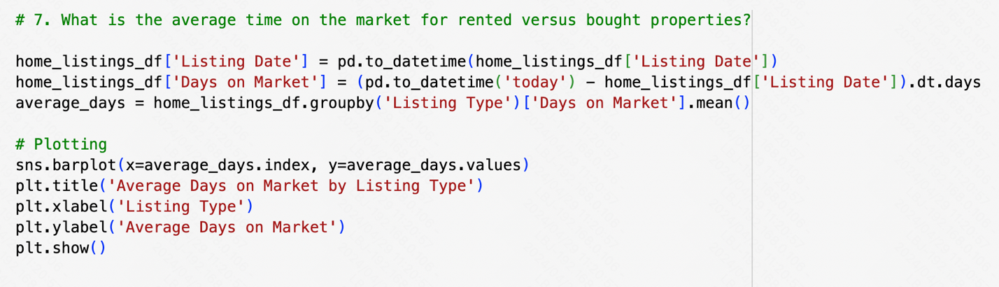 # 7. What is the average time on the market for rented versus bought properties?
home_listings_df['Listing Date'] = pd.to_datetime(home_listings_df['Listing Date'])
home_listings_df['Days on Market'] = (pd.to_datetime('today') - home_listings_df['Listing Date']).dt.days
average_days = home_listings_df.groupby('Listing Type')['Days on Market'].mean()
# Plotting
sns.barplot(x=average_days.index, y=average_days.values)
plt.title('Average Days on Market by Listing Type')
plt.xlabel('Listing Type')
plt.ylabel('Average Days on Market')
plt.show()